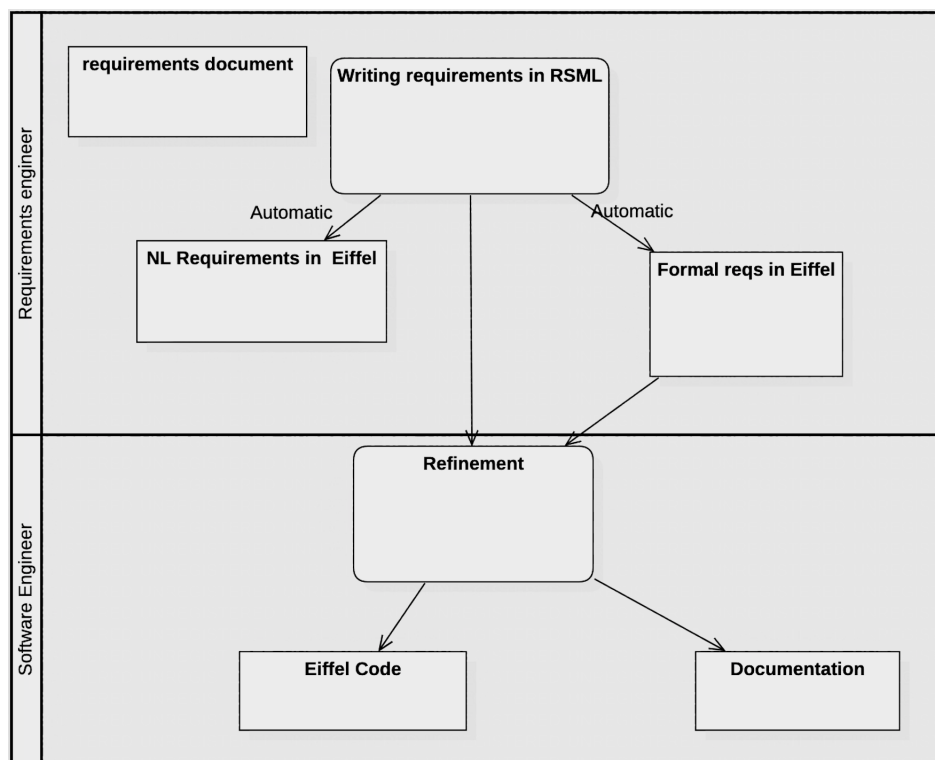 Requirements engineer
requirements document
Writing requirements in RSML
Automatic
Automatic
NL Requirements in  Eiffel
Formal reqs in Eiffel
Software Engineer
Refinement
Eiffel Code
Documentation